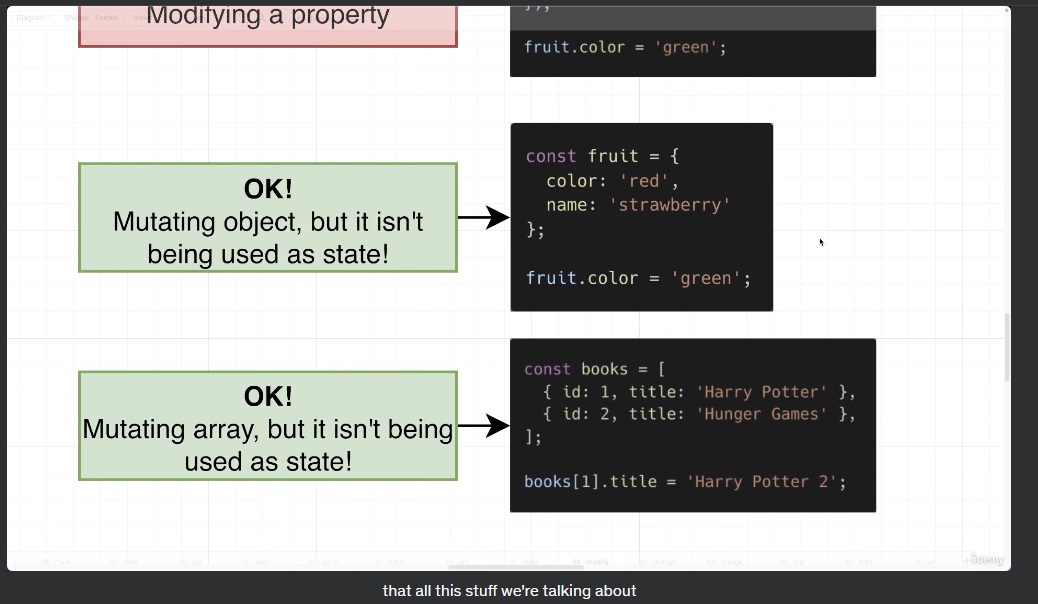 Modifying a property
});
fruit.color = 'green';
OK!
Mutating object, but it isn't
being used as state!
const fruit = {
color: 'red',
name: 'strawberry'
};
fruit.color = 'green';
OK!
Mutating array, but it isn't being
used as state!
const books = [
{ id: 1, title: 'Harry Potter' },
{ id: 2, title: 'Hunger Games' },
];
books[1].title = 'Harry Potter 2';
Udemy
that all this stuff we're talking about